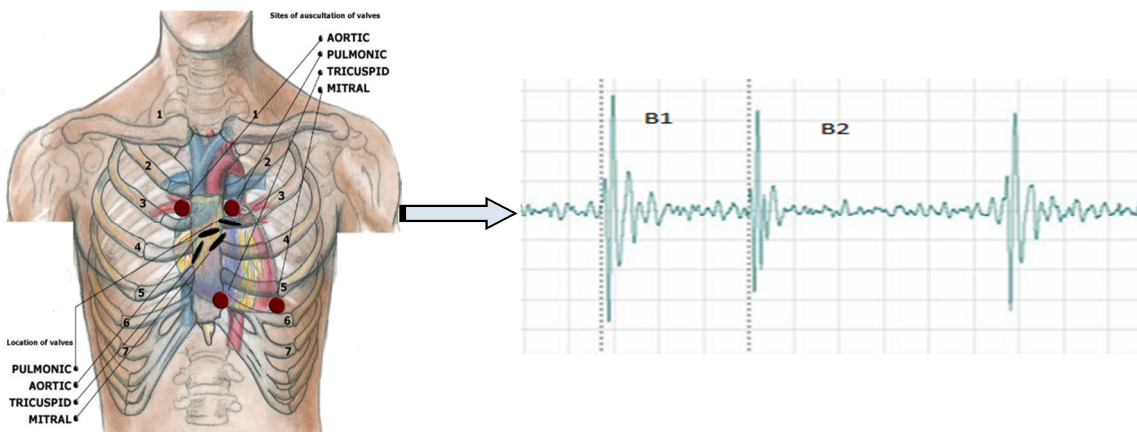 Sites of auscultation of valves
AORTIC
PULMONIC
TRICUSPID
MITRAL
1 1
2 2
3 3
4 4
5 5
6 6
7 7
Location of valves
PULMONIC
AORTIC
TRICUSPID
MITRAL
B1
B2